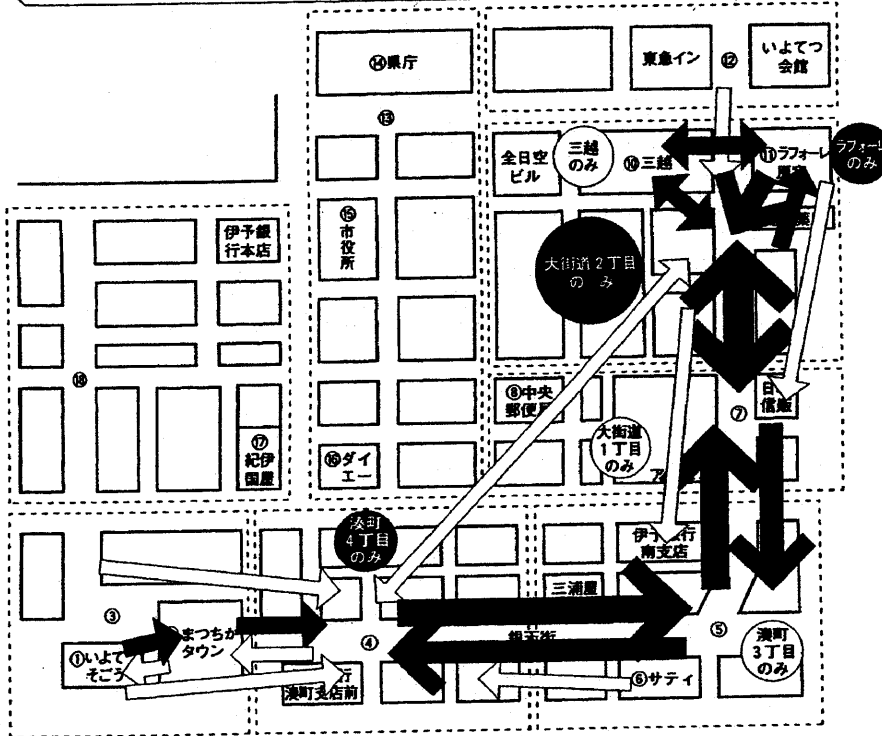 東急イン
⑫
いよてつ
会館
⑭県庁
⑬
全日空
ビル
三越
のみ
⑩三越
⑪ラフォーレ
ラフォーレ
のみ
伊予銀
行本店
⑮
市
役
所
大街道2丁目
のみ
⑱
⑧中央
郵便局
日
信販
⑦
大街道
1丁目
のみ
⑰
紀伊
国屋
⑯ダイ
エー
湊町
4丁目
のみ
伊予銀行
南支店
三浦屋
③
まつちか
タウン
①いよて
そごう
④
銀天街
⑤
湊町
3丁目
のみ
行
湊町支店前
⑥サティ